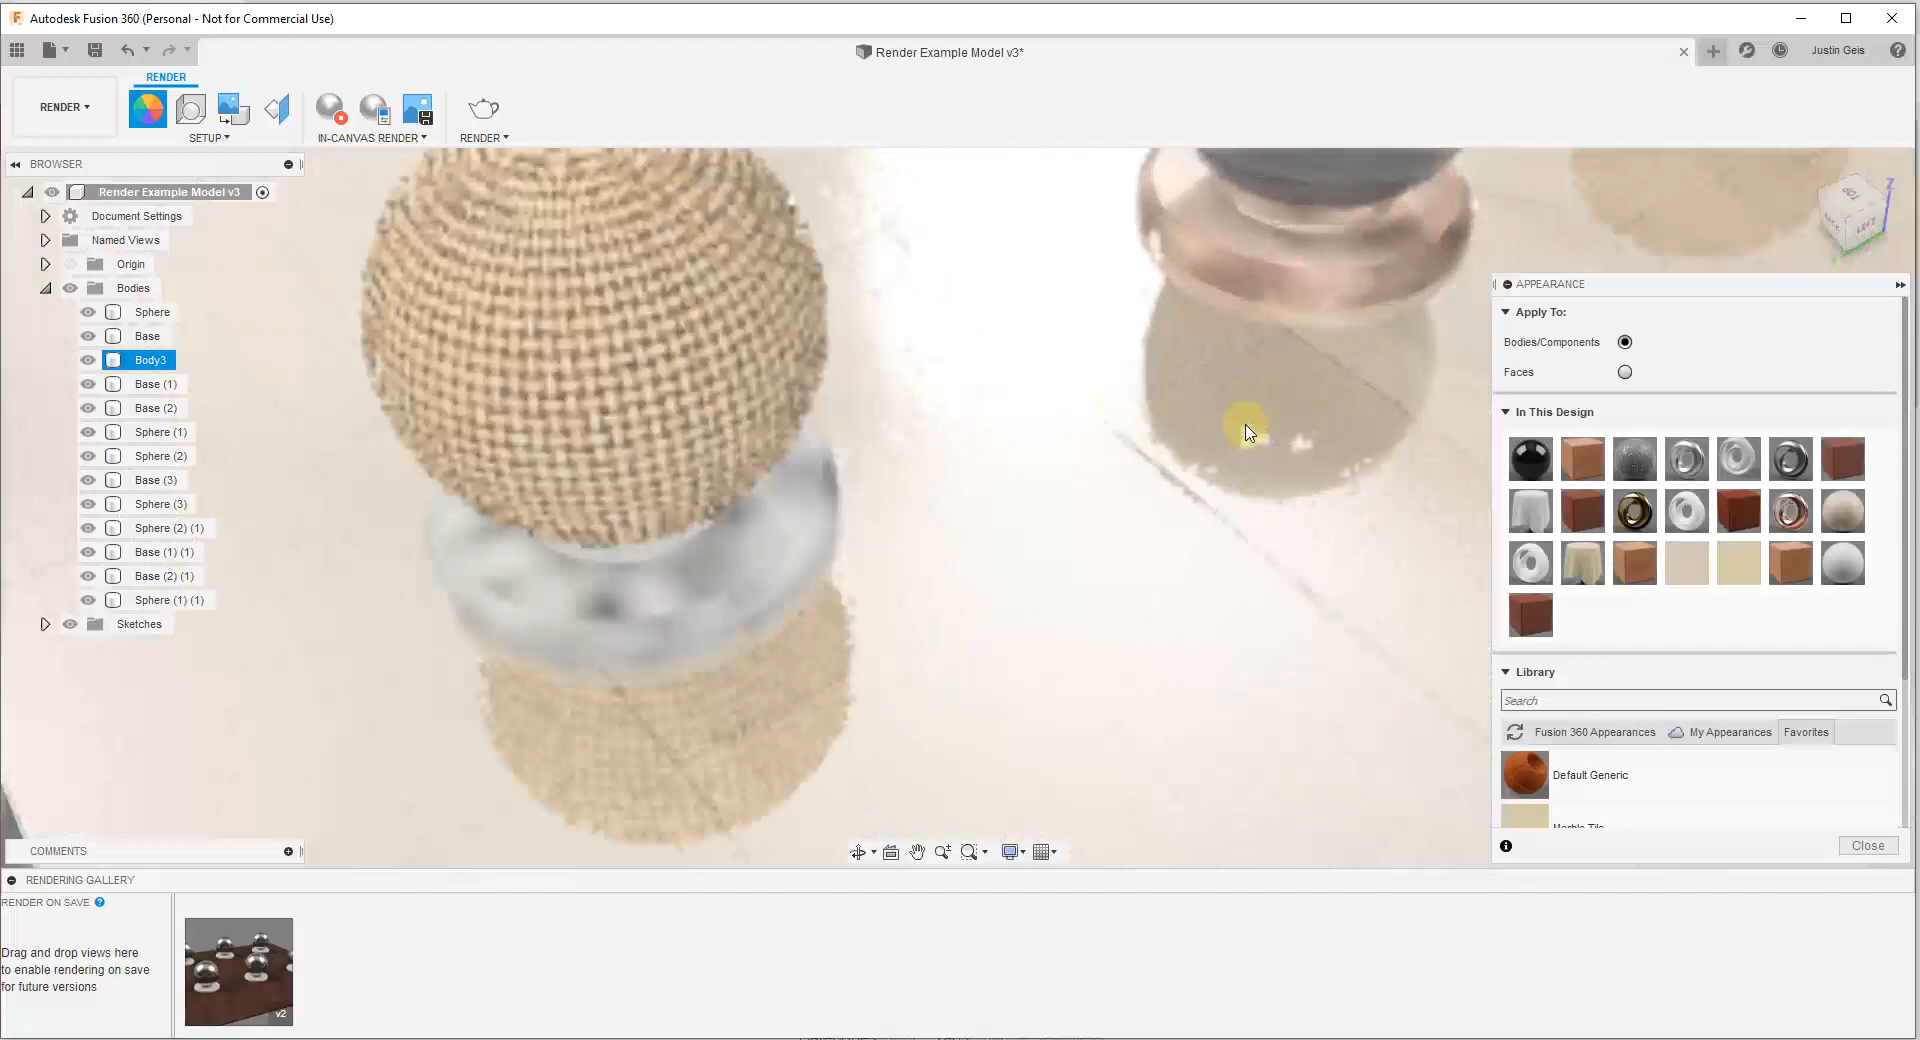 Autodesk Fusion 360 (Personal - Not for Commercial Use)
Render Example Model v3*
Justin Geis
RENDER
RENDER
SETUP
IN-CANVAS RENDER
RENDER
BROWSER
Render Example Model v3
Document Settings
Named Views
Origin
Bodies
Sphere
Base
Body3
Base (1)
Base (2)
Sphere (1)
Sphere (2)
Base (3)
Sphere (3)
Sphere (2) (1)
Base (1) (1)
Base (2) (1)
Sphere (1) (1)
Sketches
TOP
LEFT
Z
APPEARANCE
Apply To:
Bodies/Components
Faces
In This Design
Library
Search
Fusion 360 Appearances
My Appearances
Favorites
Default Generic
Marble Tile
Close
COMMENTS
RENDERING GALLERY
RENDER ON SAVE
Drag and drop views here
to enable rendering on save
for future versions
v2